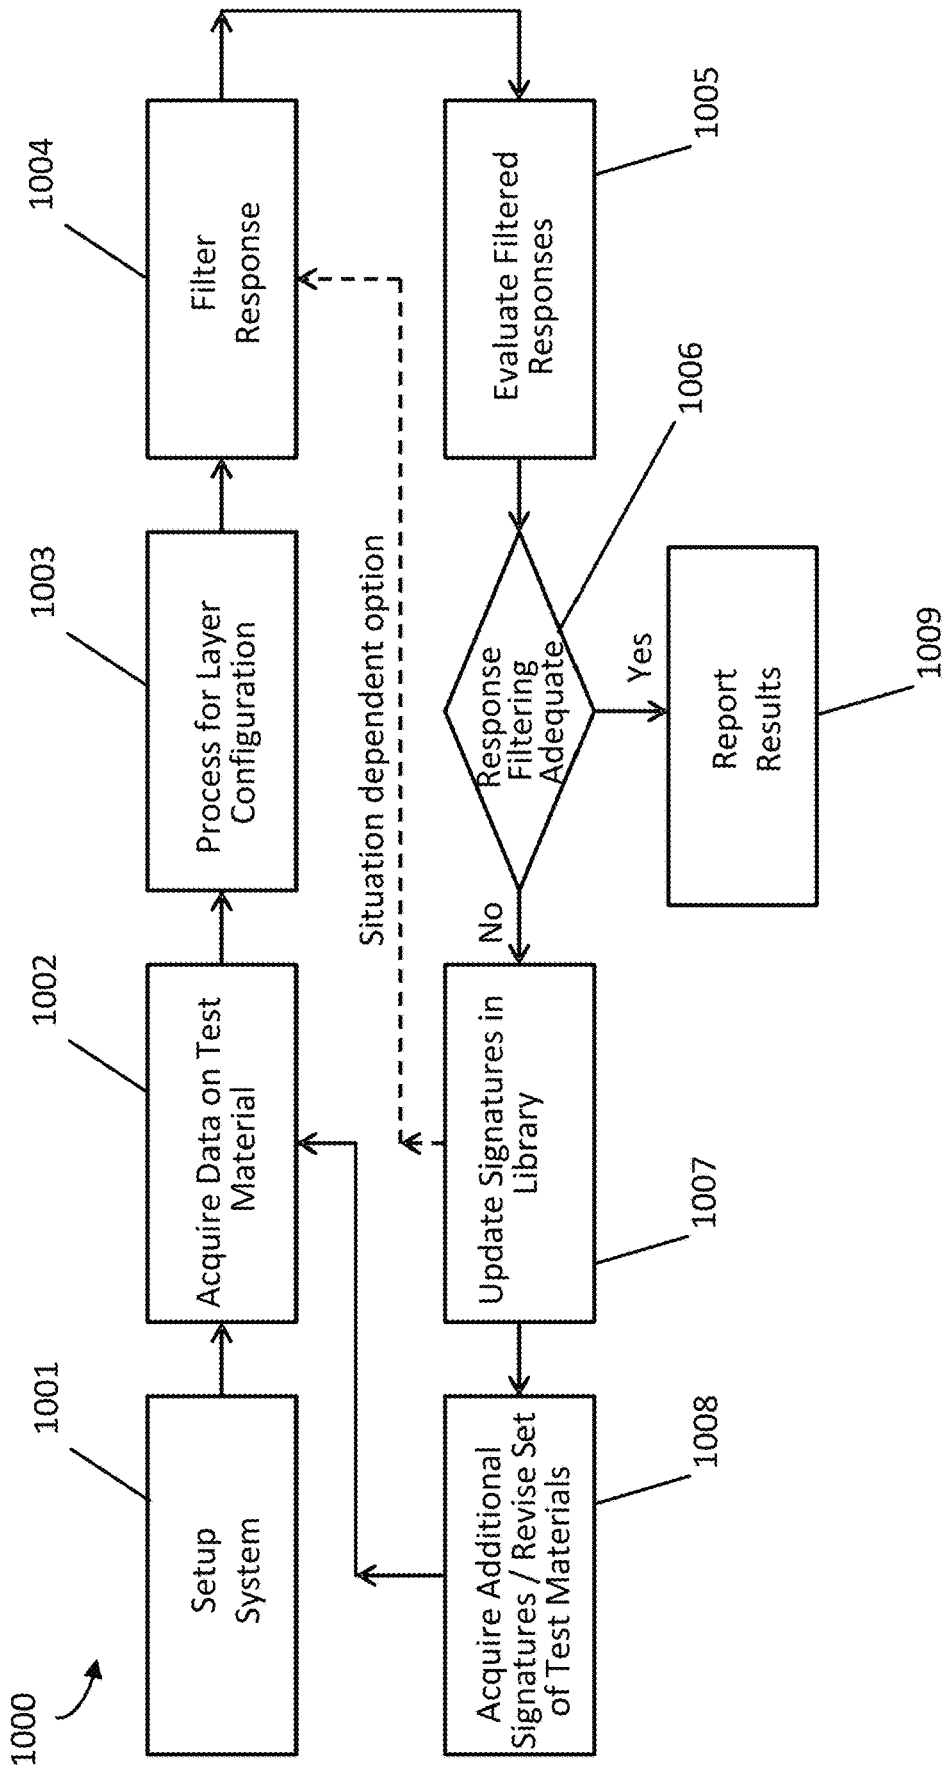 1000
1001
Setup
System
1002
Acquire Data on Test
Material
1003
Process for Layer
Configuration
1004
Filter
Response
Situation dependent option
1005
Evaluate Filtered
Responses
1006
Response
Filtering
Adequate
No
Yes
1007
Update Signatures in
Library
1008
Acquire Additional
Signatures / Revise Set
of Test Materials
1009
Report
Results